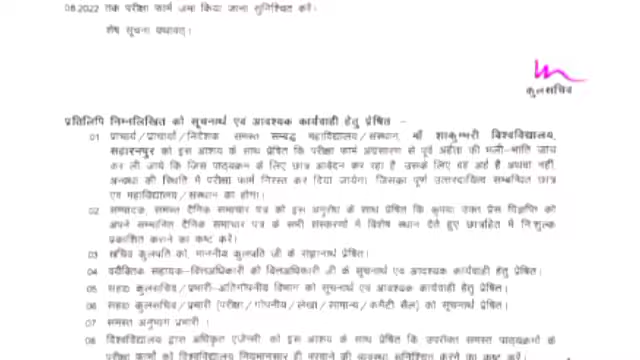 08.2022 तक परीक्षा फार्म जमा किया जाना सुनिश्चित करें।
शेष सूचना यथावत्।
कुलसचिव
प्रतिलिपि निम्नलिखित को सूचनार्थ एवं आवश्यक कार्यवाही हेतु प्रेषित –
01 प्राचार्य/प्राचार्या/निदेशक समस्त सम्बद्ध महाविद्यालय/संस्थान, माँ शाकुम्भरी विश्वविद्यालय,
सहारनपुर को इस आशय के साथ प्रेषित कि परीक्षा फार्म अग्रसारण से पूर्व अर्हता की भली-भांति जांच
कर ली जाये कि जिस पाठ्यक्रम के लिए छात्र आवेदन कर रहा है उसके लिए वह अर्ह है अथवा नहीं,
अन्यथा की स्थिति में परीक्षा फार्म निरस्त कर दिया जायेगा जिसका पूर्ण उत्तरदायित्व सम्बन्धित छात्र
एवं महाविद्यालय/संस्थान का होगा।
02 सम्पादक, समस्त दैनिक समाचार पत्र को इस अनुरोध के साथ प्रेषित कि कृपया उक्त प्रेस विज्ञप्ति को
अपने सम्मानित दैनिक समाचार पत्र के सभी संस्करणों में विशेष स्थान देते हुए छात्रहित में निःशुल्क
प्रकाशित कराने का कष्ट करें।
03 सचिव कुलपति को, माननीय कुलपति जी के संज्ञानार्थ प्रेषित।
04 वैयक्तिक सहायक-वित्तअधिकारी को वित्तअधिकारी जी के सूचनार्थ एवं आवश्यक कार्यवाही हेतु प्रेषित।
05 सहा0 कुलसचिव/प्रभारी-अतिगोपनीय विभाग को सूचनार्थ एवं आवश्यक कार्यवाही हेतु प्रेषित।
06 सहा0 कुलसचिव/प्रभारी (परीक्षा/गोपनीय/लेखा/सामान्य/कमेटी सैल) को सूचनार्थ प्रेषित।
07 समस्त अनुभाग प्रभारी ।
08 विश्वविद्यालय द्वारा अधिकृत एजेन्सी को इस आशय के साथ प्रेषित कि उपरोक्त समस्त पाठ्यक्रमों के
परीक्षा फार्मों को विश्वविद्यालय नियमानुसार ही भरवाने की व्यवस्था सुनिश्चित करने का कष्ट करें।